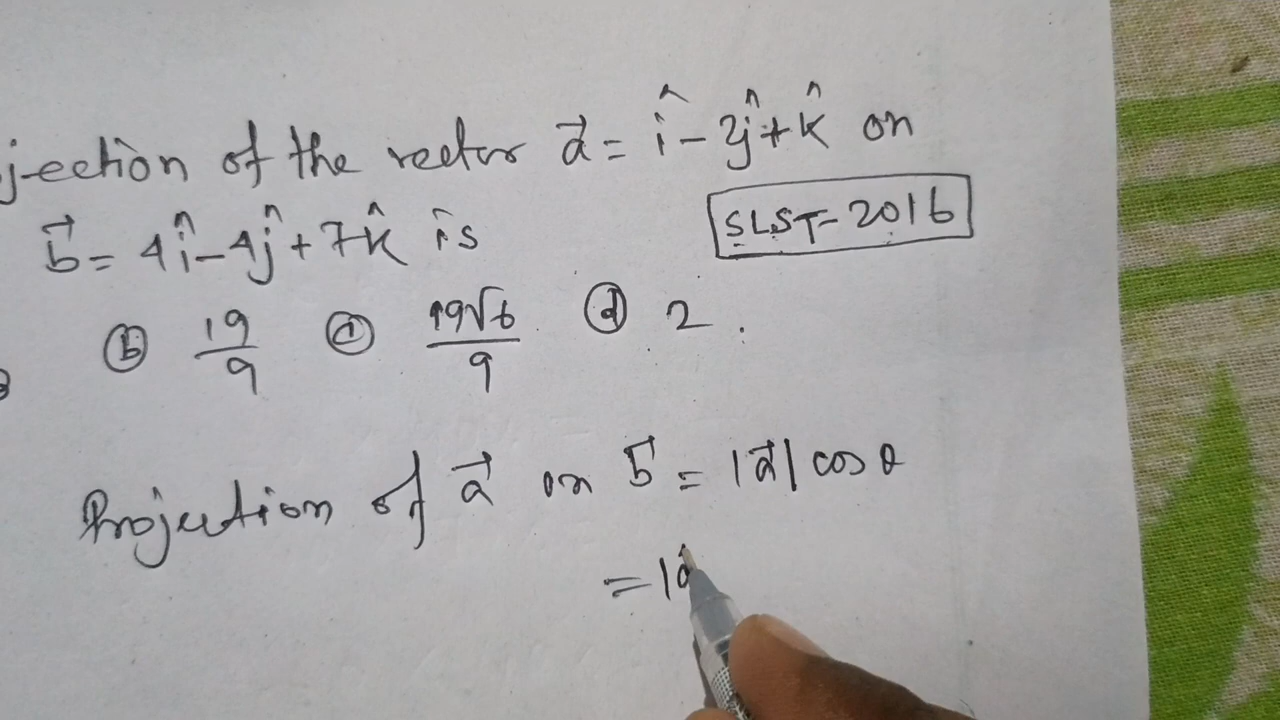 jection of the vector a⃗ = î - 2ĵ + k̂ on
b⃗ = 4î - 4ĵ + 7k̂ is
SLST-2016
ⓑ 19/9 ⓒ 19√6/9 ⓓ 2.
Projection of a⃗ on b⃗ = |a⃗| cos θ
= |a